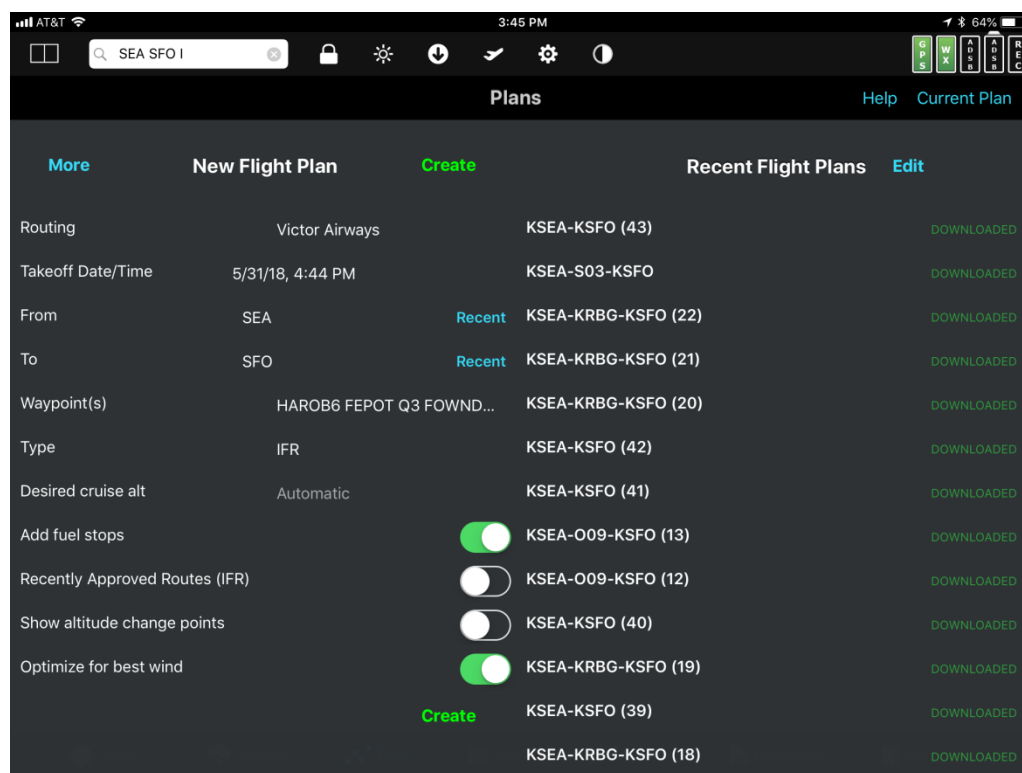 AT&T 3:45 PM 64%
SEA SFO I GPS WX ADSB ADSB REC
Plans Help Current Plan
More New Flight Plan Create Recent Flight Plans Edit
Routing Victor Airways KSEA-KSFO (43) DOWNLOADED
Takeoff Date/Time 5/31/18, 4:44 PM KSEA-S03-KSFO DOWNLOADED
From SEA Recent KSEA-KRBG-KSFO (22) DOWNLOADED
To SFO Recent KSEA-KRBG-KSFO (21) DOWNLOADED
Waypoint(s) HAROB6 FEPOT Q3 FOWND... KSEA-KRBG-KSFO (20) DOWNLOADED
Type IFR KSEA-KSFO (42) DOWNLOADED
Desired cruise alt Automatic KSEA-KSFO (41) DOWNLOADED
Add fuel stops KSEA-O09-KSFO (13) DOWNLOADED
Recently Approved Routes (IFR) KSEA-O09-KSFO (12) DOWNLOADED
Show altitude change points KSEA-KSFO (40) DOWNLOADED
Optimize for best wind KSEA-KRBG-KSFO (19) DOWNLOADED
Create KSEA-KSFO (39) DOWNLOADED
KSEA-KRBG-KSFO (18) DOWNLOADED